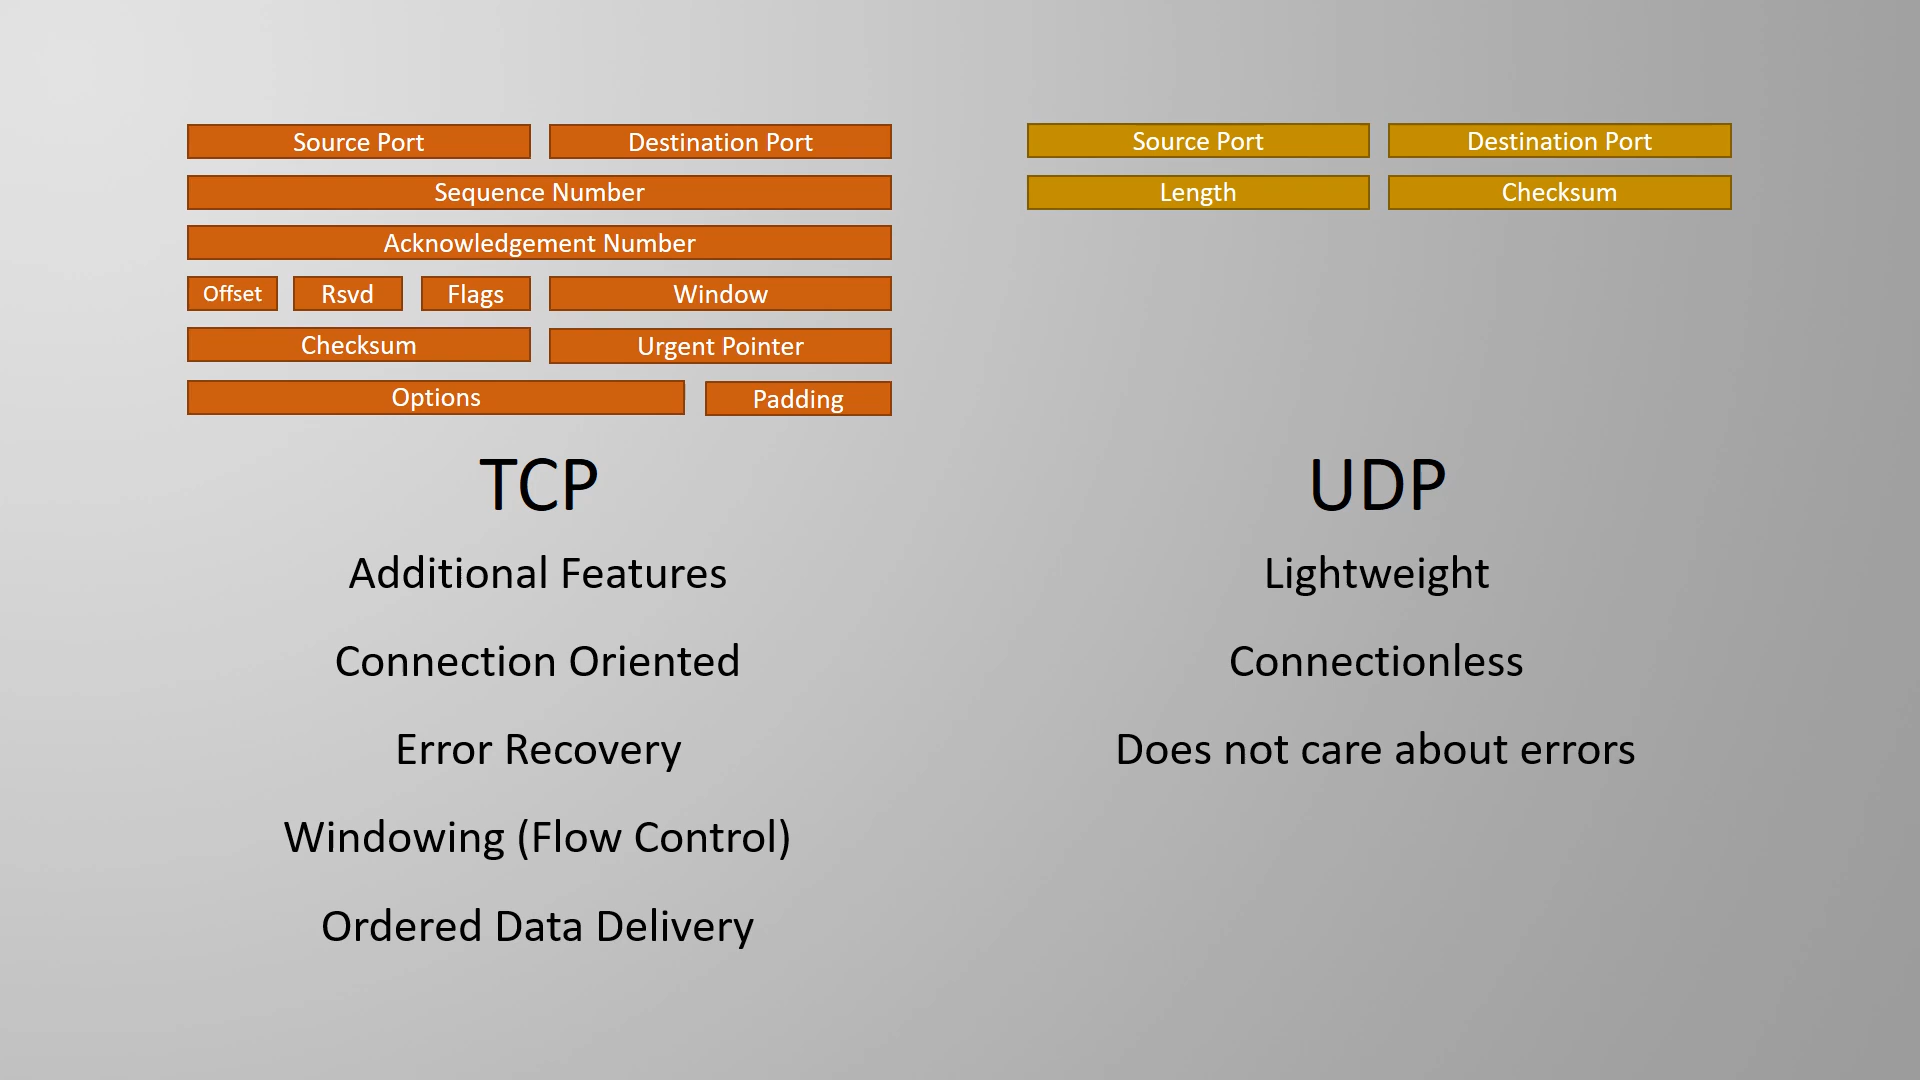 Source Port Destination Port
Sequence Number
Acknowledgement Number
Offset Rsvd Flags Window
Checksum Urgent Pointer
Options Padding
TCP
Additional Features
Connection Oriented
Error Recovery
Windowing (Flow Control)
Ordered Data Delivery
Source Port Destination Port
Length Checksum
UDP
Lightweight
Connectionless
Does not care about errors